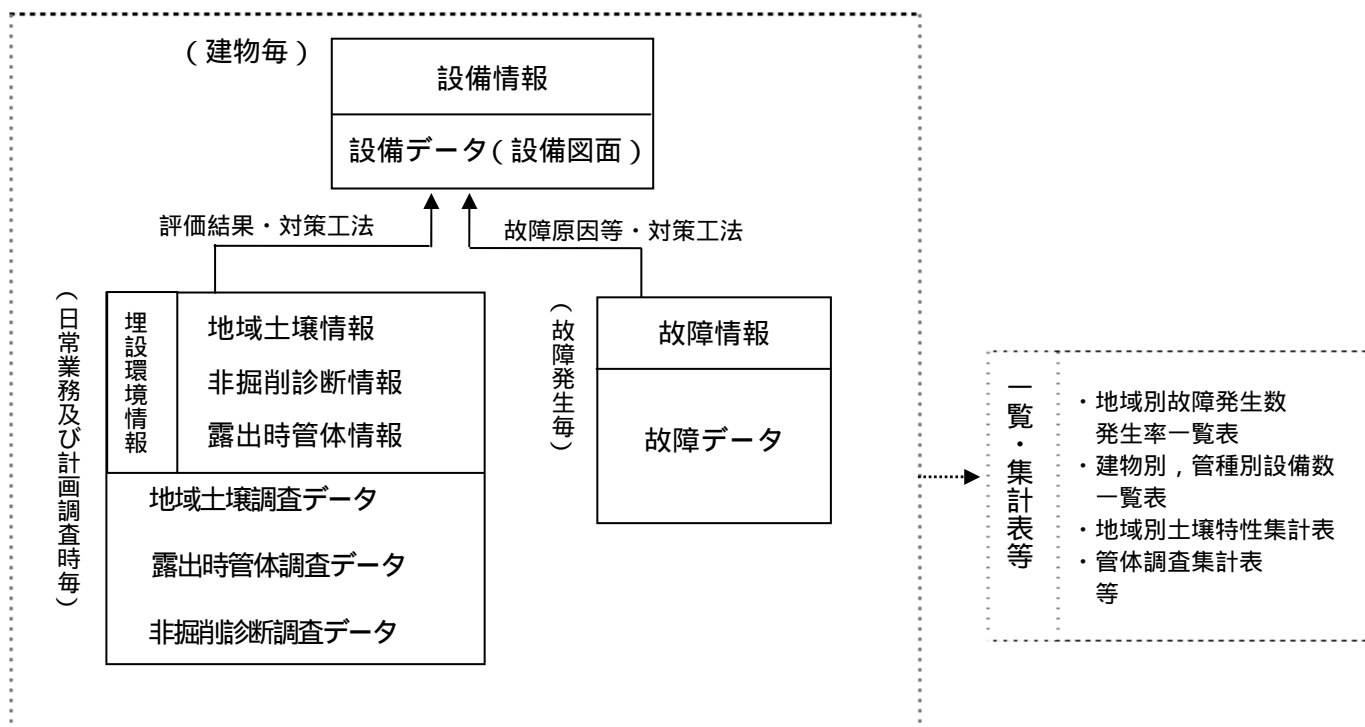 (建物毎)
設備情報
設備データ(設備図面)
評価結果・対策工法
故障原因等・対策工法
(日常業務及び計画調査時毎)
埋設環境情報
地域土壌情報
非掘削診断情報
露出時管体情報
地域土壌調査データ
露出時管体調査データ
非掘削診断調査データ
(故障発生毎)
故障情報
故障データ
一覧・集計表等
・地域別故障発生数
発生率一覧表
・建物別,管種別設備数
一覧表
・地域別土壌特性集計表
・管体調査集計表
等